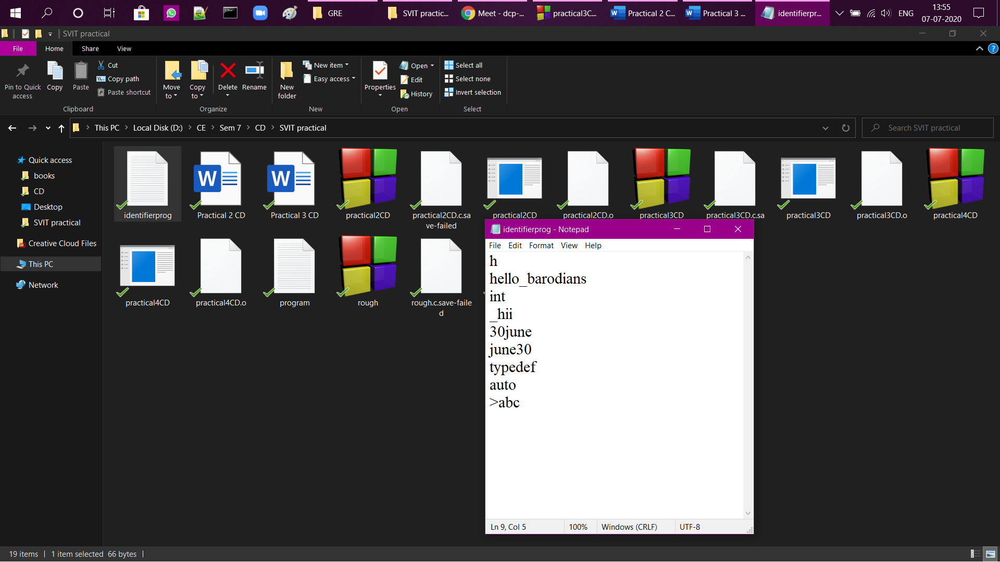 GRE
SVIT practic...
Meet - dcp-...
practical3C...
Practical 2 C...
Practical 3 ...
identifierpr...
ENG
13:55
07-07-2020
SVIT practical
File
Home
Share
View
Pin to Quick access
Copy
Paste
Cut
Copy path
Paste shortcut
Clipboard
Move to
Copy to
Delete
Rename
Organize
New folder
New item
Easy access
New
Properties
Open
Edit
History
Open
Select all
Select none
Invert selection
Select
This PC > Local Disk (D:) > CE > Sem 7 > CD > SVIT practical
Search SVIT practical
Quick access
books
CD
Desktop
SVIT practical
Creative Cloud Files
This PC
Network
identifierprog
Practical 2 CD
Practical 3 CD
practical2CD
practical2CD.c.sa
ve-failed
practical2CD
practical2CD.o
practical3CD
practical3CD.c.sa
practical3CD
practical3CD.o
practical4CD
practical4CD
practical4CD.o
program
rough
rough.c.save-faile
d
identifierprog - Notepad
File Edit Format View Help
h
hello_barodians
int
_hii
30june
june30
typedef
auto
>abc
Ln 9, Col 5
100%
Windows (CRLF)
UTF-8
19 items
1 item selected 66 bytes